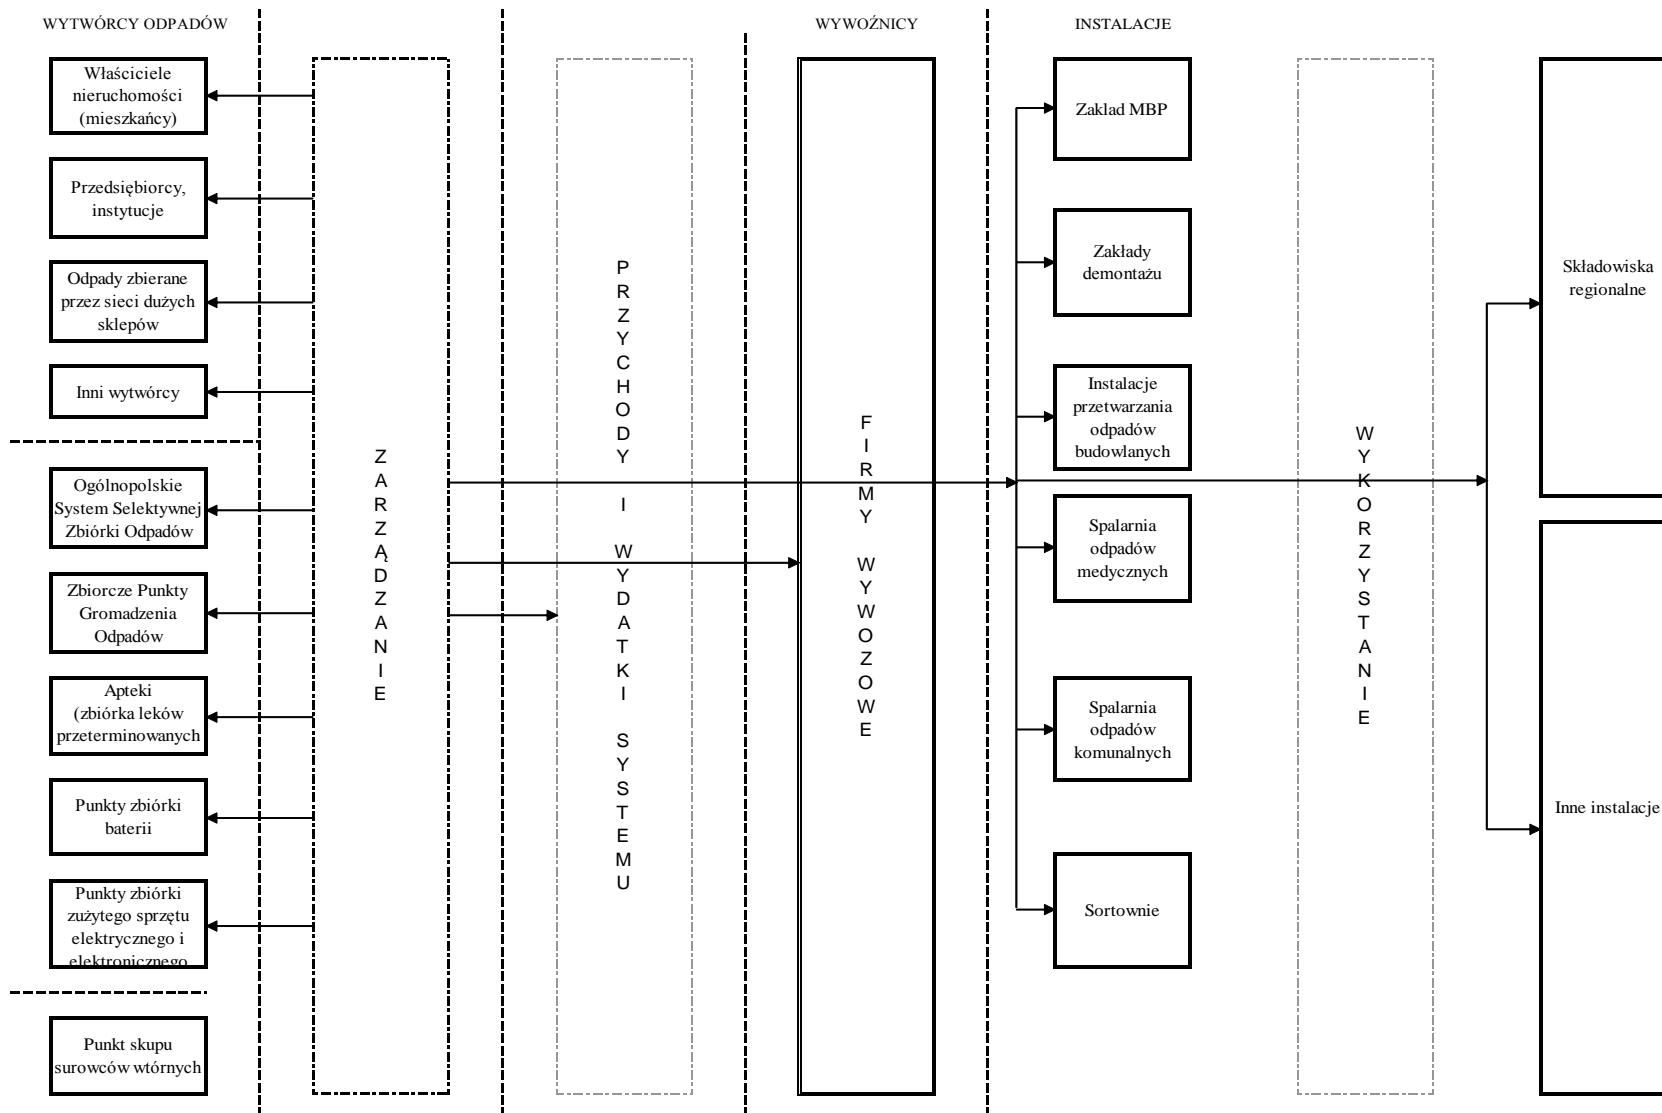 WYTWÓRCY ODPADÓW
Właściciele
nieruchomości
(mieszkańcy)
Przedsiębiorcy,
instytucje
Odpady zbierane
przez sieci dużych
sklepów
Inni wytwórcy
Ogólnopolskie
System Selektywnej
Zbiórki Odpadów
Zbiorcze Punkty
Gromadzenia
Odpadów
Apteki
(zbiórka leków
przeterminowanych
Punkty zbiórki
baterii
Punkty zbiórki
zużytego sprzętu
elektrycznego i
elektronicznego
Punkt skupu
surowców wtórnych
ZARZĄDZANIE
PRZYCHODY I WYDATKI SYSTEMU
WYWOŹNICY
FIRMY WYWOZOWE
INSTALACJE
Zaklad MBP
Zakłady
demontażu
Instalacje
przetwarzania
odpadów
budowlanych
Spalarnia
odpadów
medycznych
Spalarnia
odpadów
komunalnych
Sortownie
WYKORZYSTANIE
Składowiska
regionalne
Inne instalacje